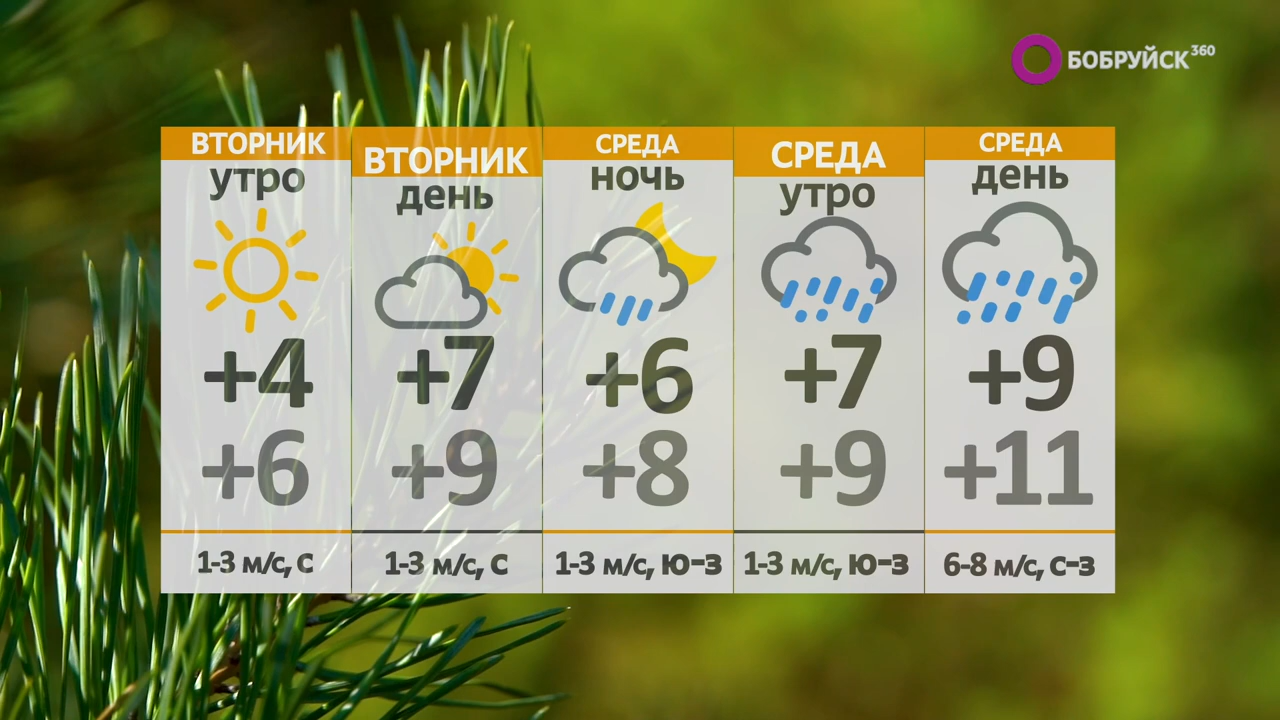 БОБРУЙСК360
ВТОРНИК
утро
+4
+6
1-3 м/с, С
ВТОРНИК
день
+7
+9
1-3 м/с, С
СРЕДА
ночь
+6
+8
1-3 м/с, Ю-З
СРЕДА
утро
+7
+9
1-3 м/с, Ю-З
СРЕДА
день
+9
+11
6-8 м/с, С-З